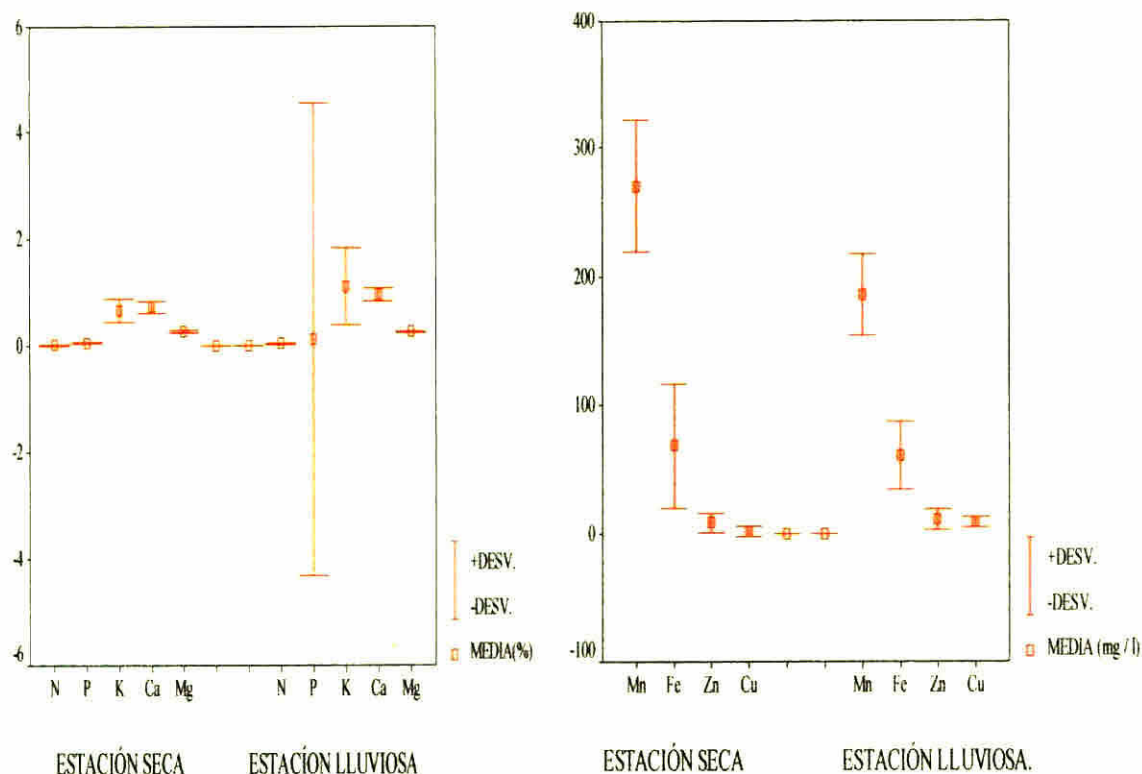 6
4
2
0
-2
-4
-6
N P K Ca Mg N P K Ca Mg
ESTACIÓN SECA ESTACÍON LLUVIOSA
+DESV.
-DESV.
MEDIA(%)
400
300
200
100
0
-100
Mn Fe Zn Cu Mn Fe Zn Cu
ESTACIÓN SECA ESTACIÓN LLUVIOSA.
+DESV.
-DESV.
MEDIA (mg / l)